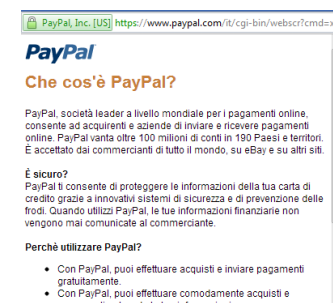 PayPal, Inc. [US] https://www.paypal.com/it/cgi-bin/webscr?cmd=x
PayPal
Che cos'è PayPal?
PayPal, società leader a livello mondiale per i pagamenti online,
consente ad acquirenti e aziende di inviare e ricevere pagamenti
online. PayPal vanta oltre 100 milioni di conti in 190 Paesi e territori.
È accettato dai commercianti di tutto il mondo, su eBay e su altri siti.
È sicuro?
PayPal ti consente di proteggere le informazioni della tua carta di
credito grazie a innovativi sistemi di sicurezza e di prevenzione delle
frodi. Quando utilizzi PayPal, le tue informazioni finanziarie non
vengono mai comunicate al commerciante.
Perchè utilizzare PayPal?
• Con PayPal, puoi effettuare acquisti e inviare pagamenti
gratuitamente.
• Con PayPal, puoi effettuare comodamente acquisti e